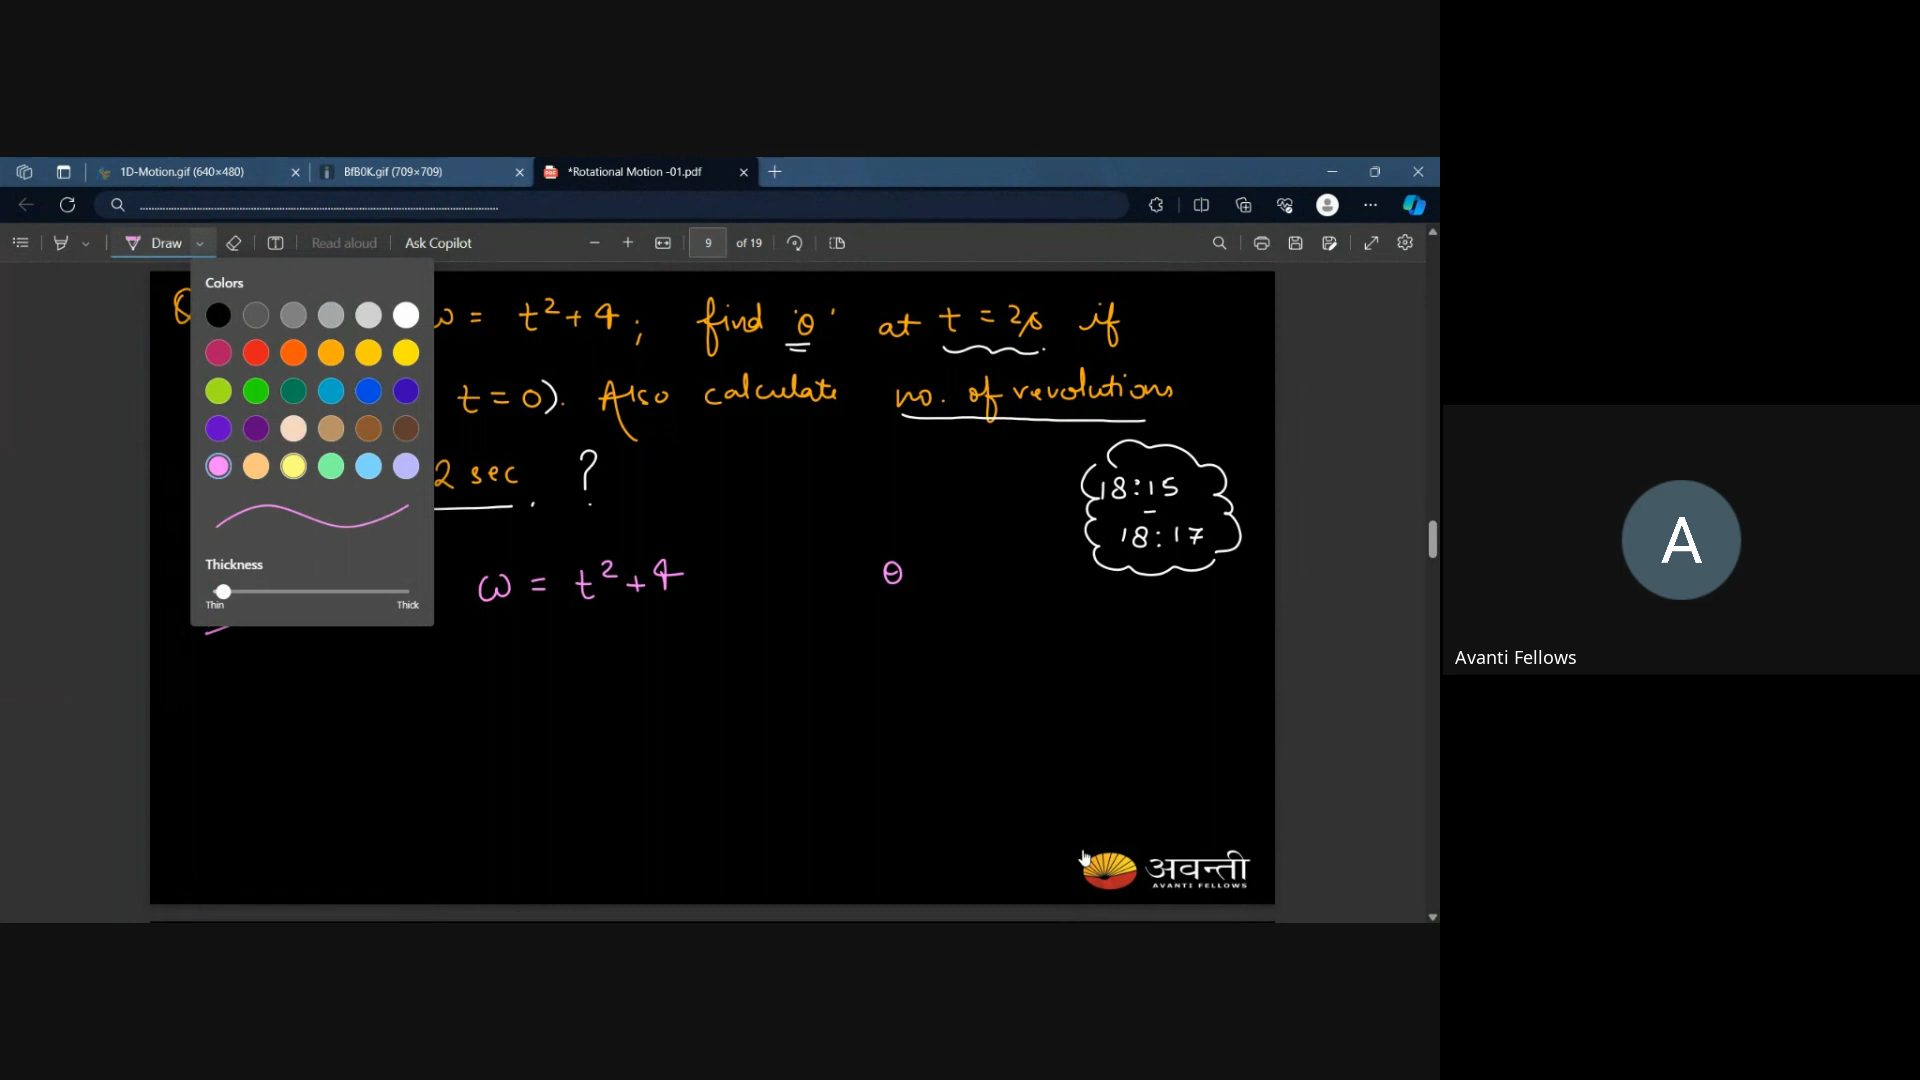 1D-Motion.gif (640×480)
BfB0K.gif (709×709)
*Rotational Motion -01.pdf
Draw
Read aloud
Ask Copilot
9 of 19
Colors
Thickness
Thin Thick
ω = t²+4; find 'θ' at t = 2s if
t = 0). Also calculate no. of revolutions
2 sec. ?
18:15
-
18:17
ω = t²+4 θ
अवन्ती
AVANTI FELLOWS
A
Avanti Fellows